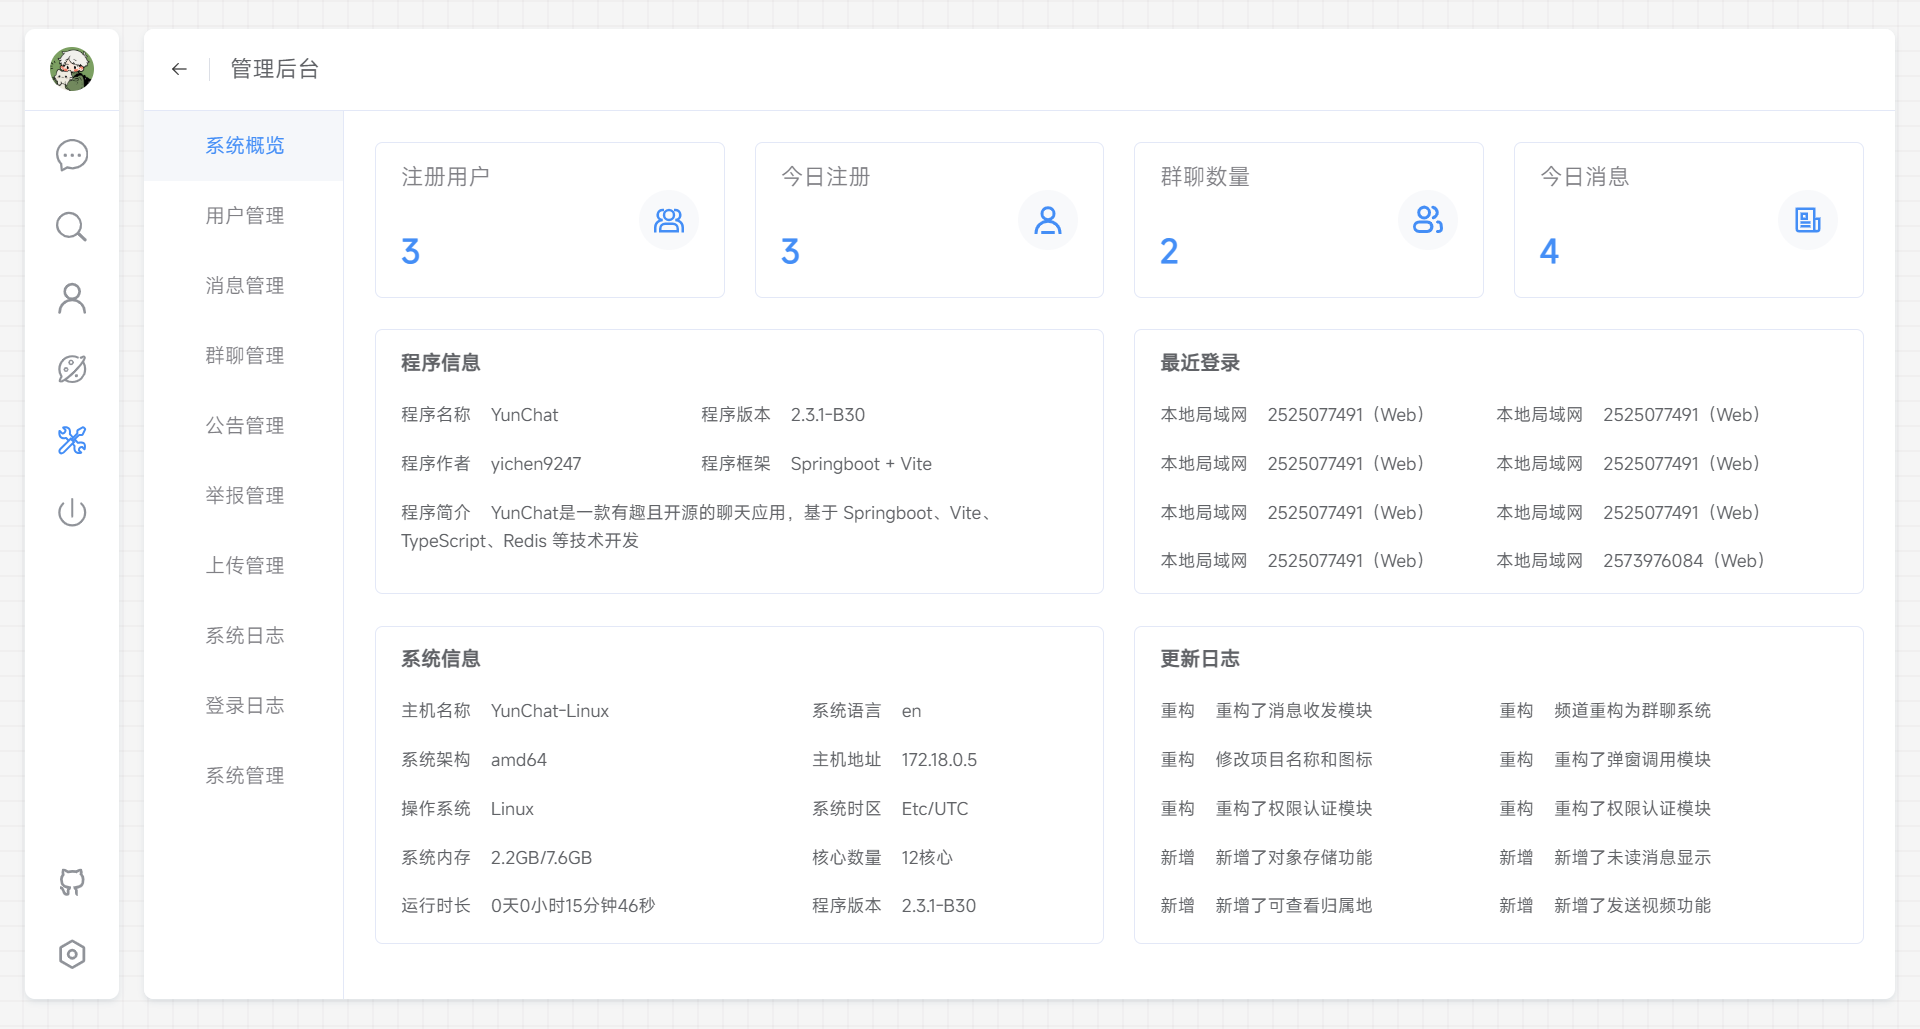 管理后台
系统概览
用户管理
消息管理
群聊管理
公告管理
举报管理
上传管理
系统日志
登录日志
系统管理
注册用户
3
今日注册
3
群聊数量
2
今日消息
4
程序信息
程序名称 YunChat 程序版本 2.3.1-B30
程序作者 yichen9247 程序框架 Springboot + Vite
程序简介 YunChat是一款有趣且开源的聊天应用，基于 Springboot、Vite、
TypeScript、Redis 等技术开发
最近登录
本地局域网 2525077491（Web） 本地局域网 2525077491（Web）
本地局域网 2525077491（Web） 本地局域网 2525077491（Web）
本地局域网 2525077491（Web） 本地局域网 2525077491（Web）
本地局域网 2525077491（Web） 本地局域网 2573976084（Web）
系统信息
主机名称 YunChat-Linux 系统语言 en
系统架构 amd64 主机地址 172.18.0.5
操作系统 Linux 系统时区 Etc/UTC
系统内存 2.2GB/7.6GB 核心数量 12核心
运行时长 0天0小时15分钟46秒 程序版本 2.3.1-B30
更新日志
重构 重构了消息收发模块 重构 频道重构为群聊系统
重构 修改项目名称和图标 重构 重构了弹窗调用模块
重构 重构了权限认证模块 重构 重构了权限认证模块
新增 新增了对象存储功能 新增 新增了未读消息显示
新增 新增了可查看归属地 新增 新增了发送视频功能